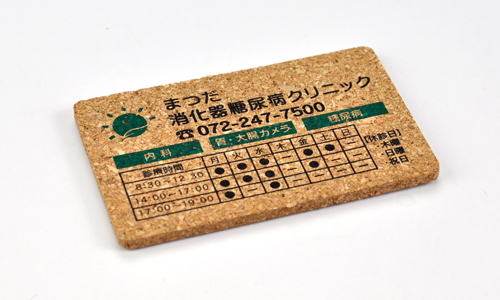 まつだ
消化器糖尿病クリニック
☎072-247-7500
内科 胃・大腸カメラ 糖尿病
診療時間 月 火 水 木 金 土 日
8:30~12:30
14:00~17:00
17:00~19:00
[休診日]
木曜
日曜
祝日